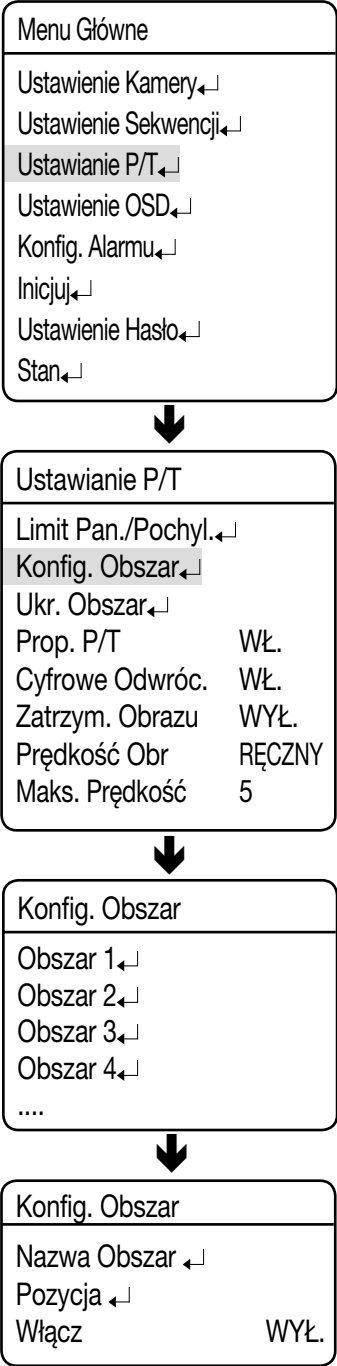 Menu Główne
Ustawienie Kamery↵
Ustawienie Sekwencji↵
Ustawianie P/T↵
Ustawienie OSD↵
Konfig. Alarmu↵
Inicjuj↵
Ustawienie Hasło↵
Stan↵
Ustawianie P/T
Limit Pan./Pochyl.↵
Konfig. Obszar↵
Ukr. Obszar↵
Prop. P/T WŁ.
Cyfrowe Odwróc. WŁ.
Zatrzym. Obrazu WYŁ.
Prędkość Obr RĘCZNY
Maks. Prędkość 5
Konfig. Obszar
Obszar 1↵
Obszar 2↵
Obszar 3↵
Obszar 4↵
....
Konfig. Obszar
Nazwa Obszar ↵
Pozycja ↵
Włącz WYŁ.